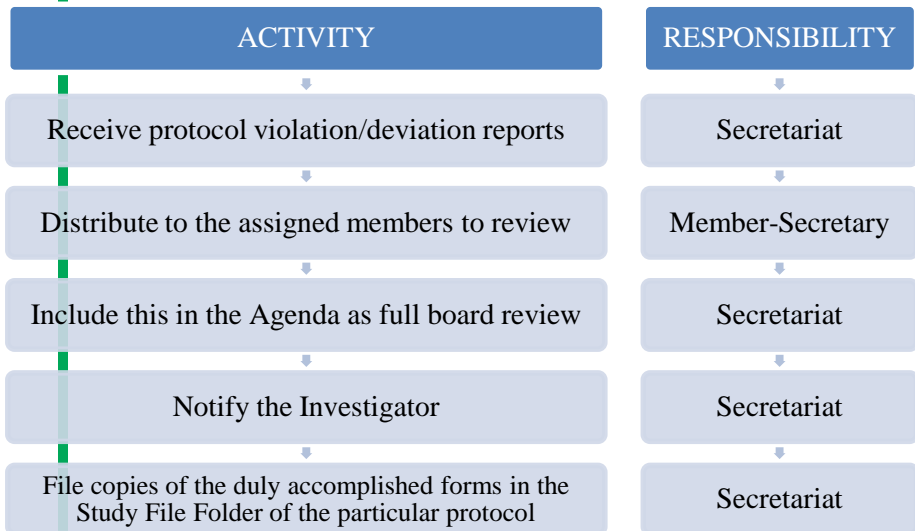 ACTIVITY RESPONSIBILITY
Receive protocol violation/deviation reports Secretariat
Distribute to the assigned members to review Member-Secretary
Include this in the Agenda as full board review Secretariat
Notify the Investigator Secretariat
File copies of the duly accomplished forms in the
Study File Folder of the particular protocol
Secretariat